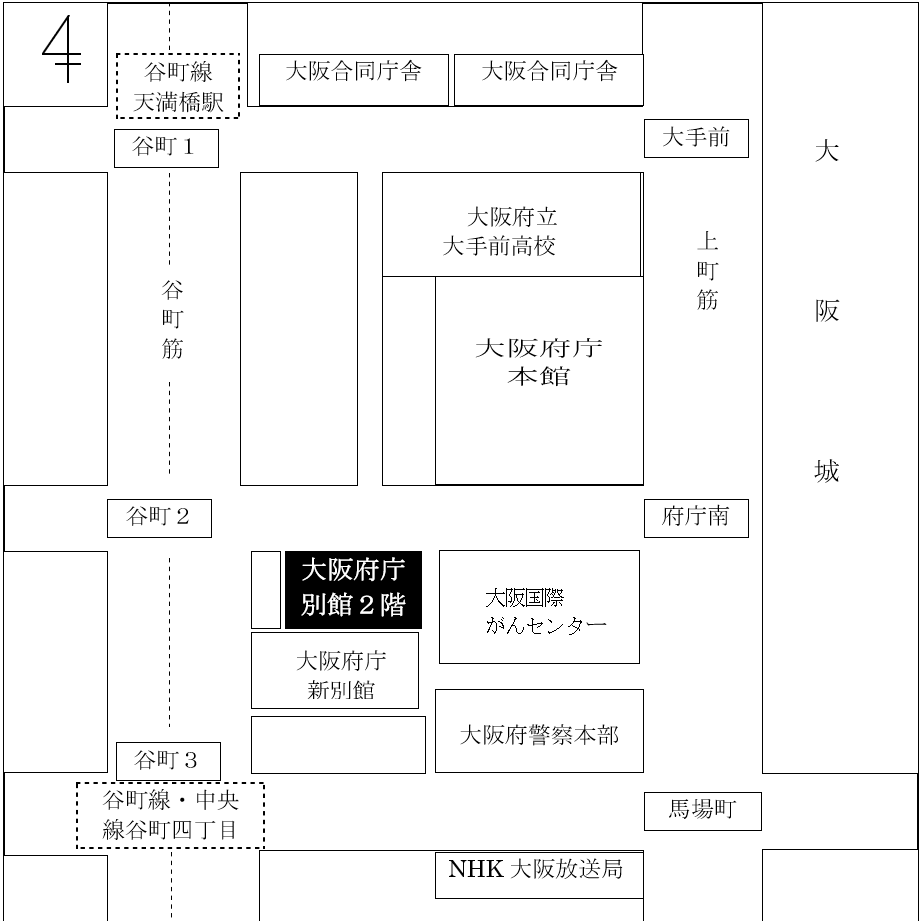 4
谷町線
天満橋駅
大阪合同庁舎
大阪合同庁舎
谷町1
大手前
大阪城
大阪府立
大手前高校
上町筋
谷町筋
大阪府庁
本館
谷町2
府庁南
大阪府庁
別館2階
大阪国際
がんセンター
大阪府庁
新別館
大阪府警察本部
谷町3
谷町線・中央
線谷町四丁目
馬場町
NHK 大阪放送局